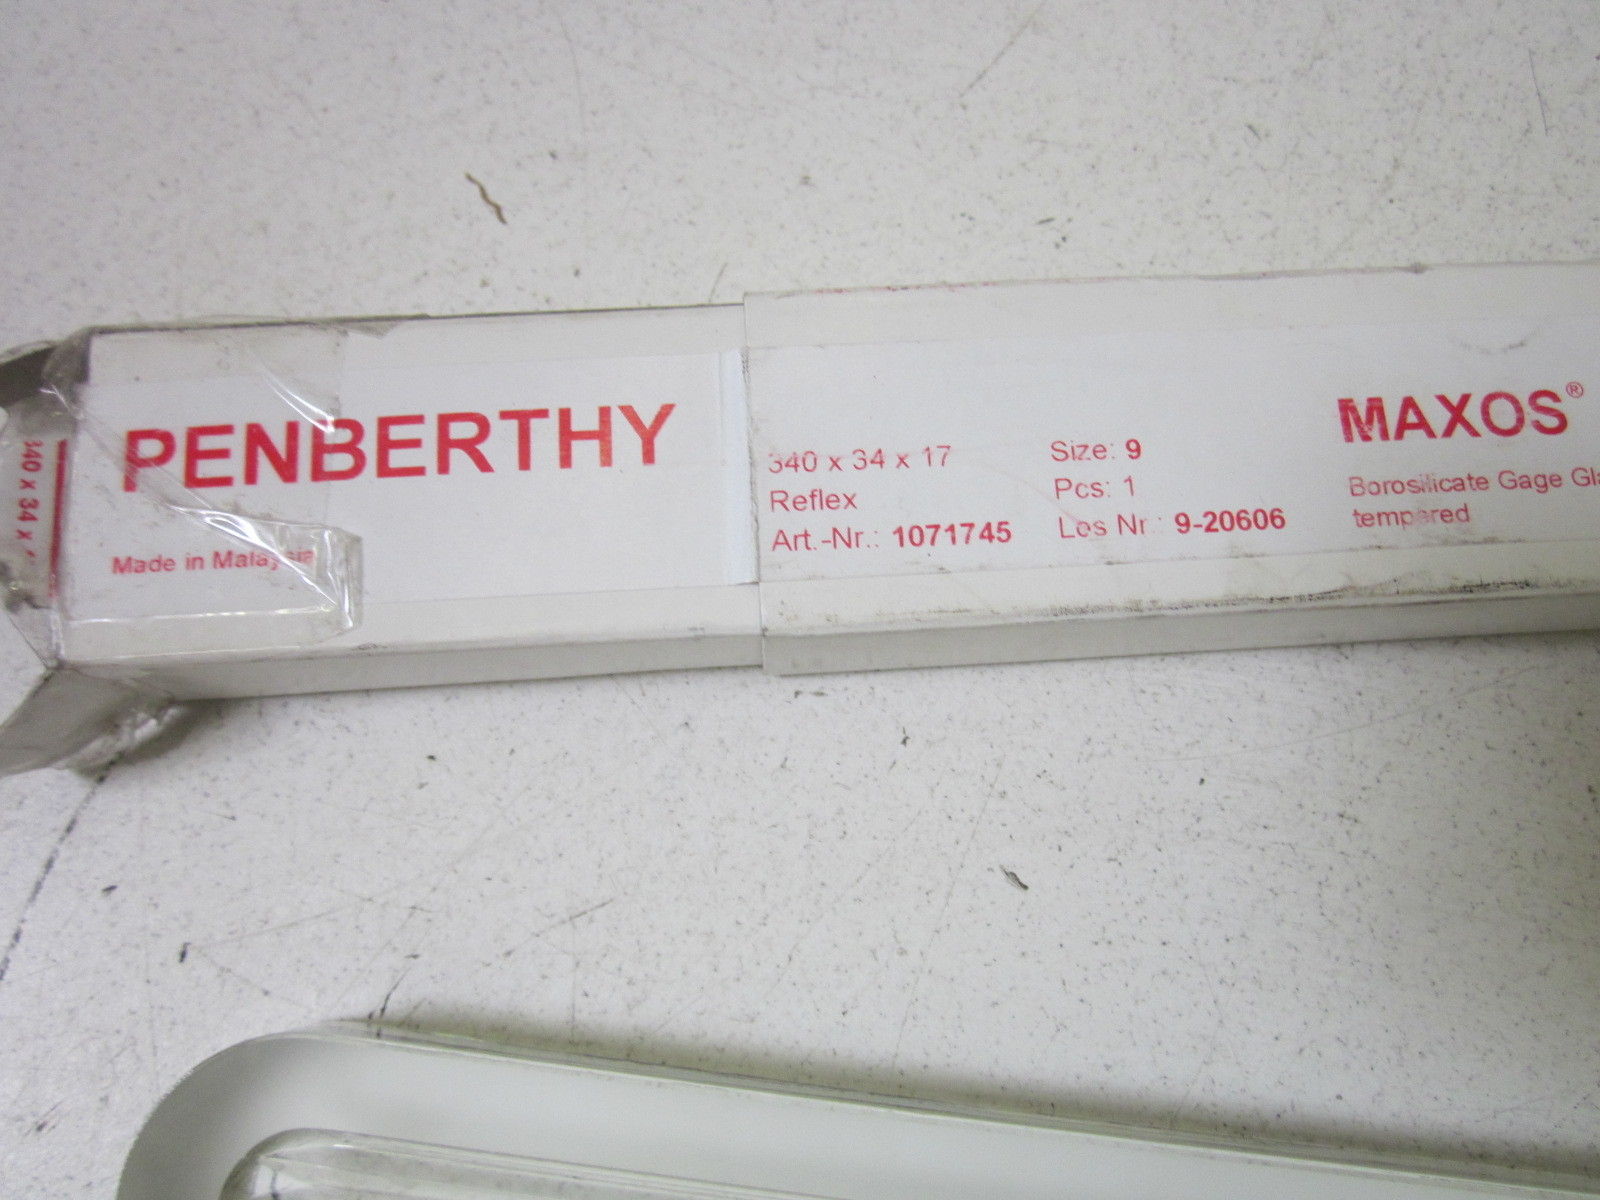 PENBERTHY
Made in Malaysia
340 x 34 x 17
Reflex
Art.-Nr.: 1071745
Size: 9
Pcs: 1
Los Nr.: 9-20606
MAXOS®
Borosilicate Gage
tempered
340 x 34 x